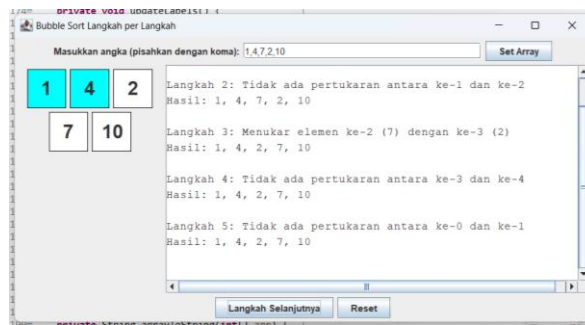 private void updateLabels() {
Bubble Sort Langkah per Langkah
Masukkan angka (pisahkan dengan koma): 1,4,7,2,10 Set Array
1 4 2
7 10
Langkah 2: Tidak ada pertukaran antara ke-1 dan ke-2
Hasil: 1, 4, 7, 2, 10
Langkah 3: Menukar elemen ke-2 (7) dengan ke-3 (2)
Hasil: 1, 4, 2, 7, 10
Langkah 4: Tidak ada pertukaran antara ke-3 dan ke-4
Hasil: 1, 4, 2, 7, 10
Langkah 5: Tidak ada pertukaran antara ke-0 dan ke-1
Hasil: 1, 4, 2, 7, 10
Langkah Selanjutnya Reset
private String